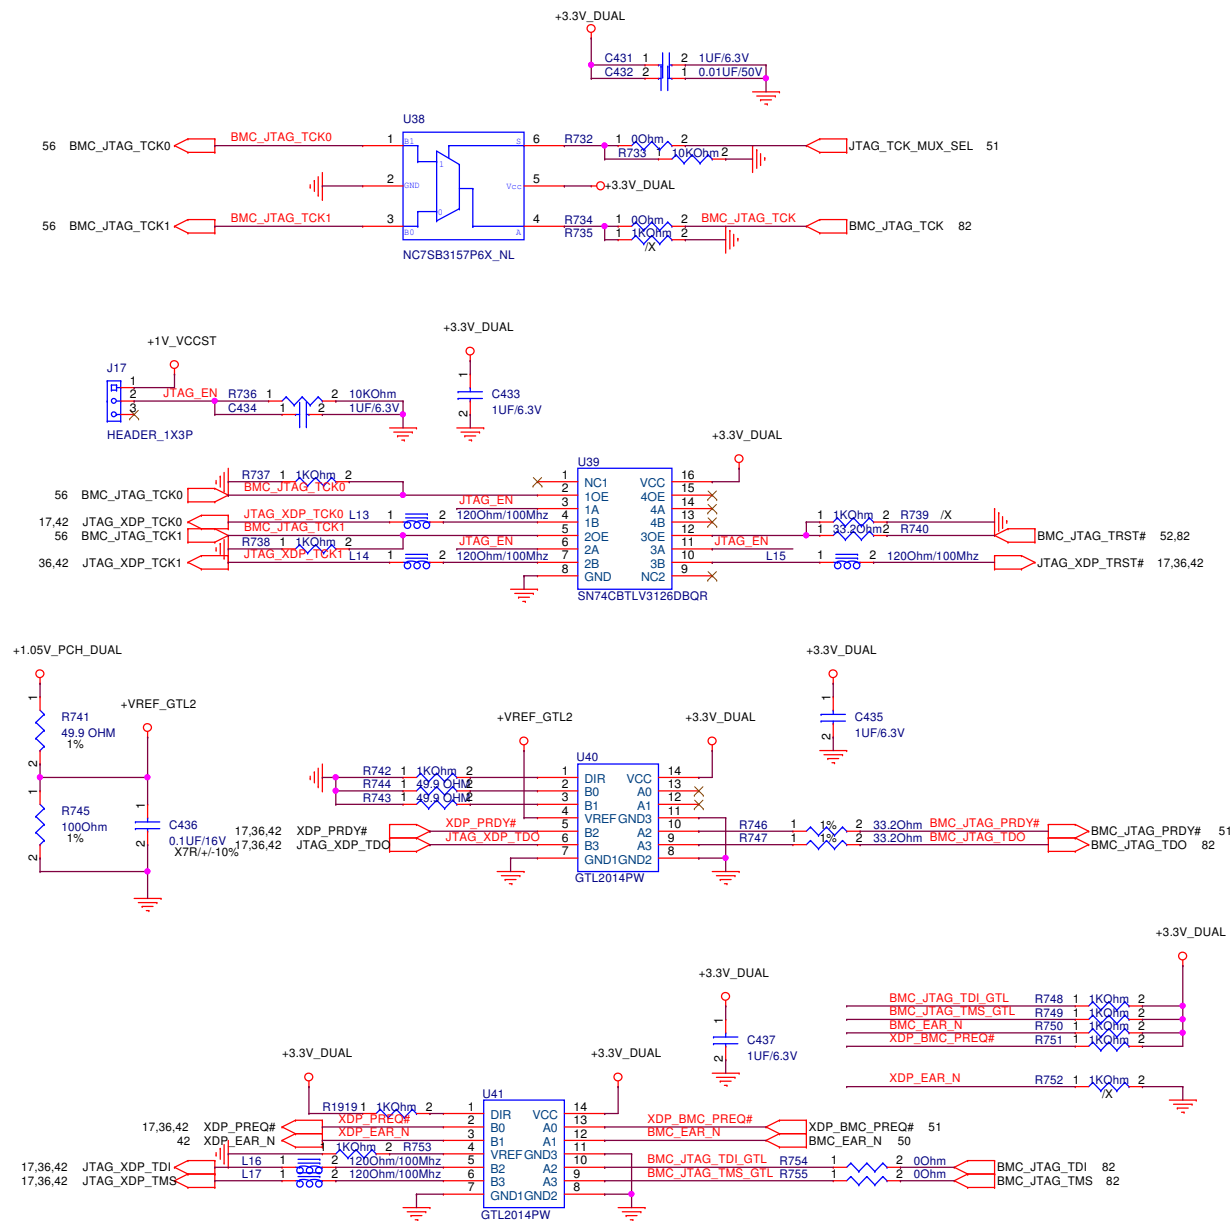 +3.3V_DUAL
C431 1 2 1UF/6.3V
C432 2 1 0.01UF/50V
U38
56 BMC_JTAG_TCK0 BMC_JTAG_TCK0 1 B1 S 6 R732 1 0Ohm 2 JTAG_TCK_MUX_SEL 51
R733 1 10KOhm 2
1
2 GND Vcc 5 +3.3V_DUAL
0
56 BMC_JTAG_TCK1 BMC_JTAG_TCK1 3 B0 A 4 R734 1 0Ohm 2 BMC_JTAG_TCK BMC_JTAG_TCK 82
R735 1 1KOhm 2
/X
NC7SB3157P6X_NL
+1V_VCCST
+3.3V_DUAL
J17
1
2 JTAG_EN R736 1 2 10KOhm
3 C434 1 2 1UF/6.3V
HEADER_1X3P
1
C433
2 1UF/6.3V
+3.3V_DUAL
U39
R737 1 1KOhm 2 1 NC1 VCC 16
56 BMC_JTAG_TCK0 BMC_JTAG_TCK0 2 1OE 4OE 15
JTAG_EN 3 1A 4A 14
17,42 JTAG_XDP_TCK0 JTAG_XDP_TCK0 L13 1 2 120Ohm/100Mhz 4 1B 4B 13 1 1KOhm 2 R739 /X
56 BMC_JTAG_TCK1 BMC_JTAG_TCK1 5 2OE 3OE 12 1 33.2Ohm 2 R740 BMC_JTAG_TRST# 52,82
R738 1 1KOhm 2 JTAG_EN 6 2A 3A 11 JTAG_EN
36,42 JTAG_XDP_TCK1 JTAG_XDP_TCK1 L14 1 2 120Ohm/100Mhz 7 2B 3B 10 L15 1 2 120Ohm/100Mhz JTAG_XDP_TRST# 17,36,42
8 GND NC2 9
SN74CBTLV3126DBQR
+1.05V_PCH_DUAL
+3.3V_DUAL
1
R741
49.9 OHM
1%
2
+VREF_GTL2
+VREF_GTL2
+3.3V_DUAL
1
C435
2 1UF/6.3V
U40
R742 1 1KOhm 2 1 DIR VCC 14
R744 1 49.9 OHM 2 2 B0 A0 13
R743 1 49.9 OHM 2 3 B1 A1 12
4 VREF GND3 11
17,36,42 XDP_PRDY# XDP_PRDY# 5 B2 A2 10 R746 1 1% 2 33.2Ohm BMC_JTAG_PRDY# BMC_JTAG_PRDY# 51
17,36,42 JTAG_XDP_TDO JTAG_XDP_TDO 6 B3 A3 9 R747 1 1% 2 33.2Ohm BMC_JTAG_TDO BMC_JTAG_TDO 82
7 GND1 GND2 8
GTL2014PW
1
R745
100Ohm
1%
2
1
C436
2 0.1UF/16V
X7R/+/-10%
+3.3V_DUAL
+3.3V_DUAL
1
C437
2 1UF/6.3V
BMC_JTAG_TDI_GTL R748 1 1KOhm 2
BMC_JTAG_TMS_GTL R749 1 1KOhm 2
BMC_EAR_N R750 1 1KOhm 2
XDP_BMC_PREQ# R751 1 1KOhm 2
XDP_EAR_N R752 1 1KOhm 2
/X
+3.3V_DUAL
+3.3V_DUAL
U41
R1919 1 1KOhm 2 1 DIR VCC 14
17,36,42 XDP_PREQ# XDP_PREQ# 2 B0 A0 13 XDP_BMC_PREQ# XDP_BMC_PREQ# 51
42 XDP_EAR_N XDP_EAR_N 3 B1 A1 12 BMC_EAR_N BMC_EAR_N 50
1 1KOhm 2 R753 4 VREF GND3 11
17,36,42 JTAG_XDP_TDI L16 1 2 120Ohm/100Mhz 5 B2 A2 10 BMC_JTAG_TDI_GTL R754 1 2 0Ohm BMC_JTAG_TDI 82
17,36,42 JTAG_XDP_TMS L17 1 2 120Ohm/100Mhz 6 B3 A3 9 BMC_JTAG_TMS_GTL R755 1 2 0Ohm BMC_JTAG_TMS 82
7 GND1 GND2 8
GTL2014PW